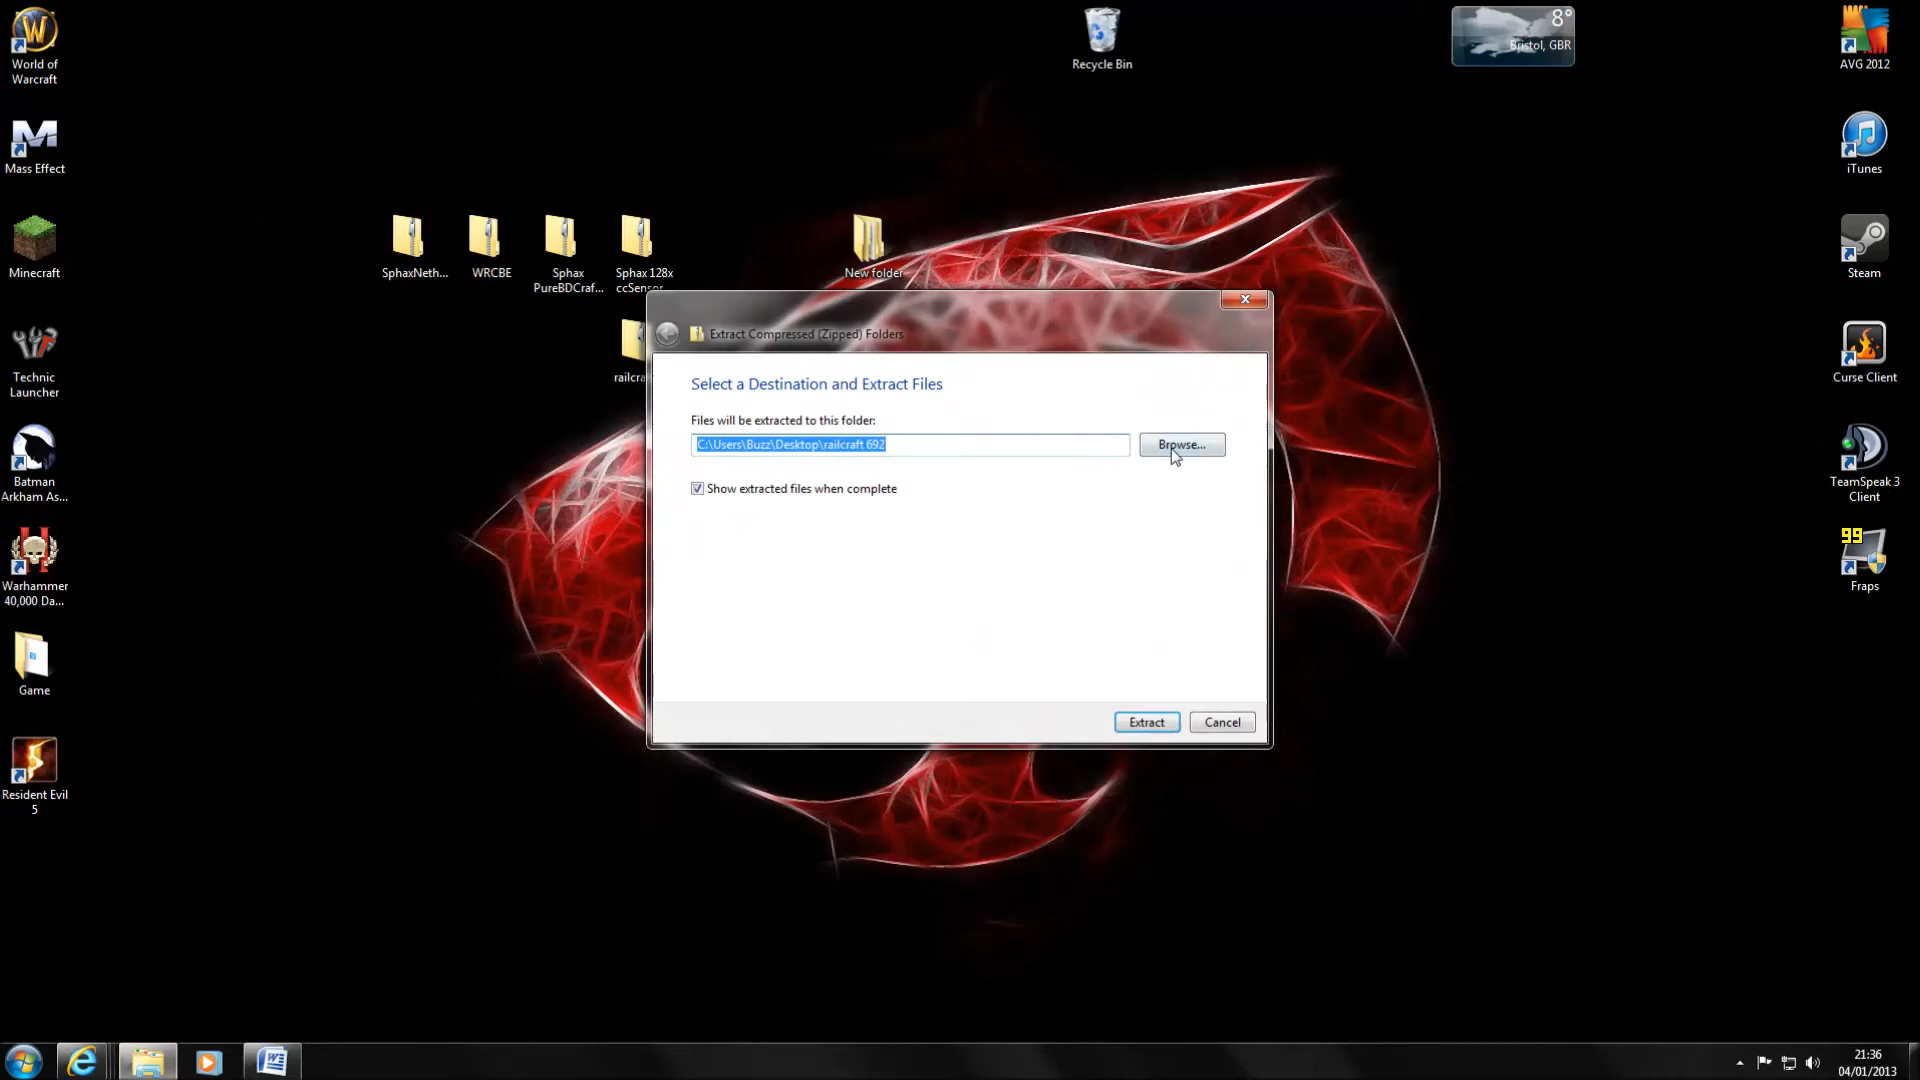 World of
Warcraft
Mass Effect
Minecraft
Technic
Launcher
Batman
Arkham As...
Warhammer
40,000 Da...
Game
Resident Evil
5
SphaxNeth...
WRCBE
Sphax
PureBDCraf...
Sphax 128x
ccSensor
New folder
Recycle Bin
8°
Bristol, GBR
AVG 2012
iTunes
Steam
Curse Client
TeamSpeak 3
Client
99
Fraps
Extract Compressed (Zipped) Folders
Select a Destination and Extract Files
Files will be extracted to this folder:
C:\Users\Buzz\Desktop\railcraft 692
Browse...
Show extracted files when complete
Extract
Cancel
21:36
04/01/2013